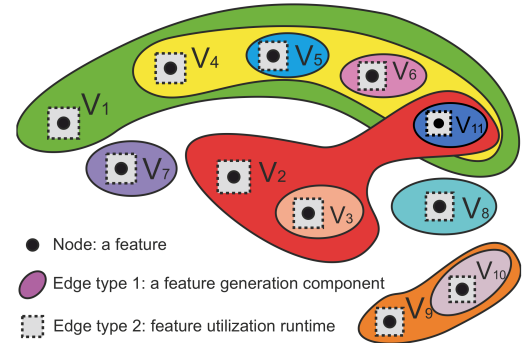 V1
V4
V5
V6
V11
V7
V2
V3
V8
V9
V10
Node: a feature
Edge type 1: a feature generation component
Edge type 2: feature utilization runtime